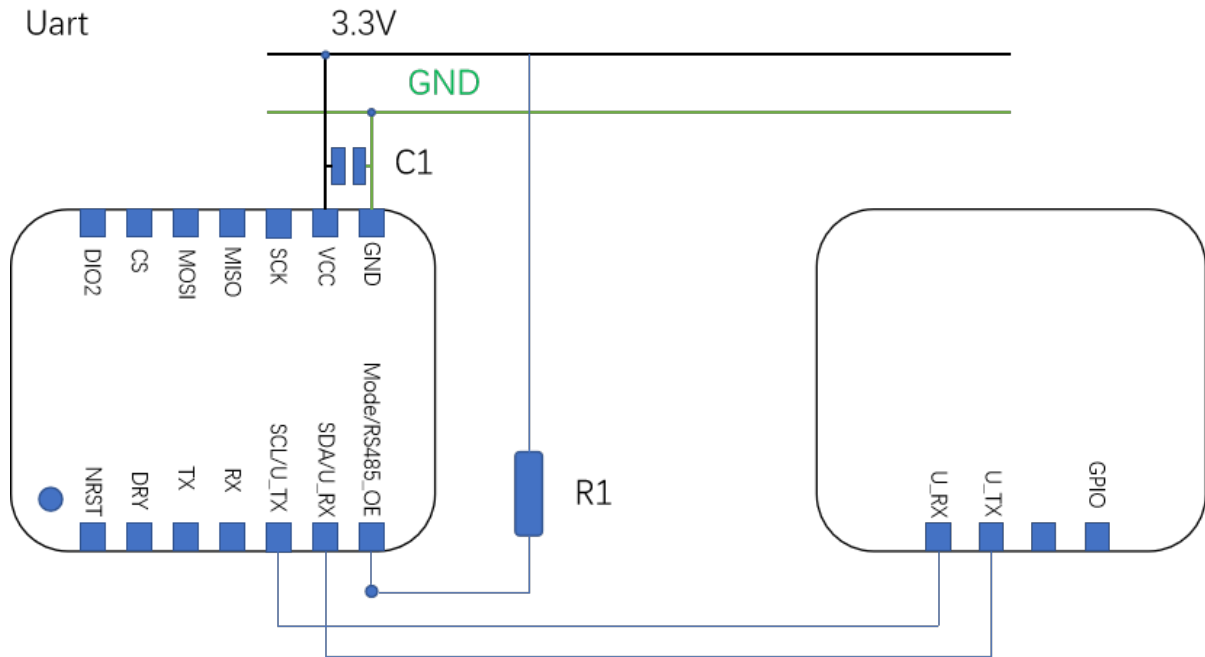 Uart
3.3V
GND
C1
DIO2
CS
MOSI
MISO
SCK
VCC
GND
NRST
DRY
TX
RX
SCL/U_TX
SDA/U_RX
Mode/RS485_OE
R1
U_RX
U_TX
GPIO